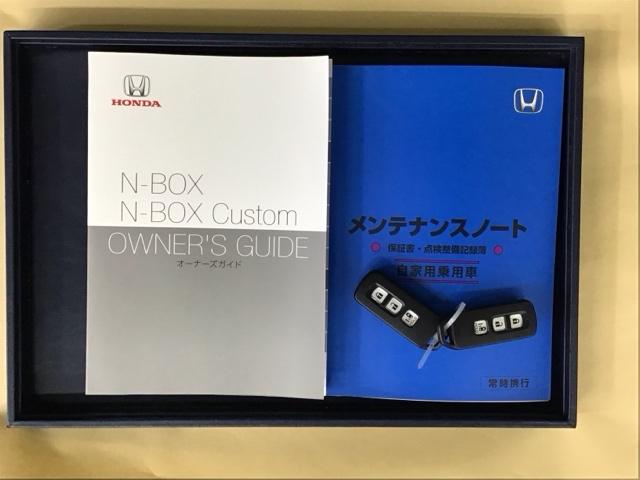 HONDA
N-BOX
N-BOX Custom
OWNER'S GUIDE
オーナーズガイド
メンテナンスノート
保証書・点検整備記録簿
自家用乗用車
常時携行